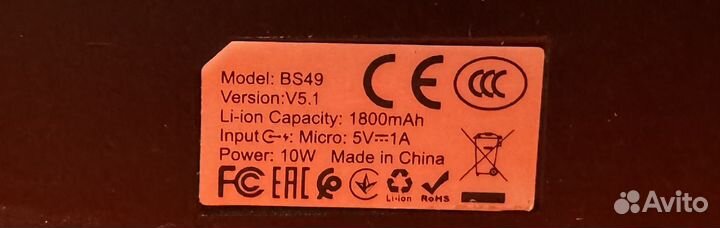 Model: BS49
Version:V5.1
Li-ion Capacity: 1800mAh
Input: Micro: 5V⎓1A
Power: 10W Made in China
CE CCC
FC EAC Li-ion RoHS
Avito